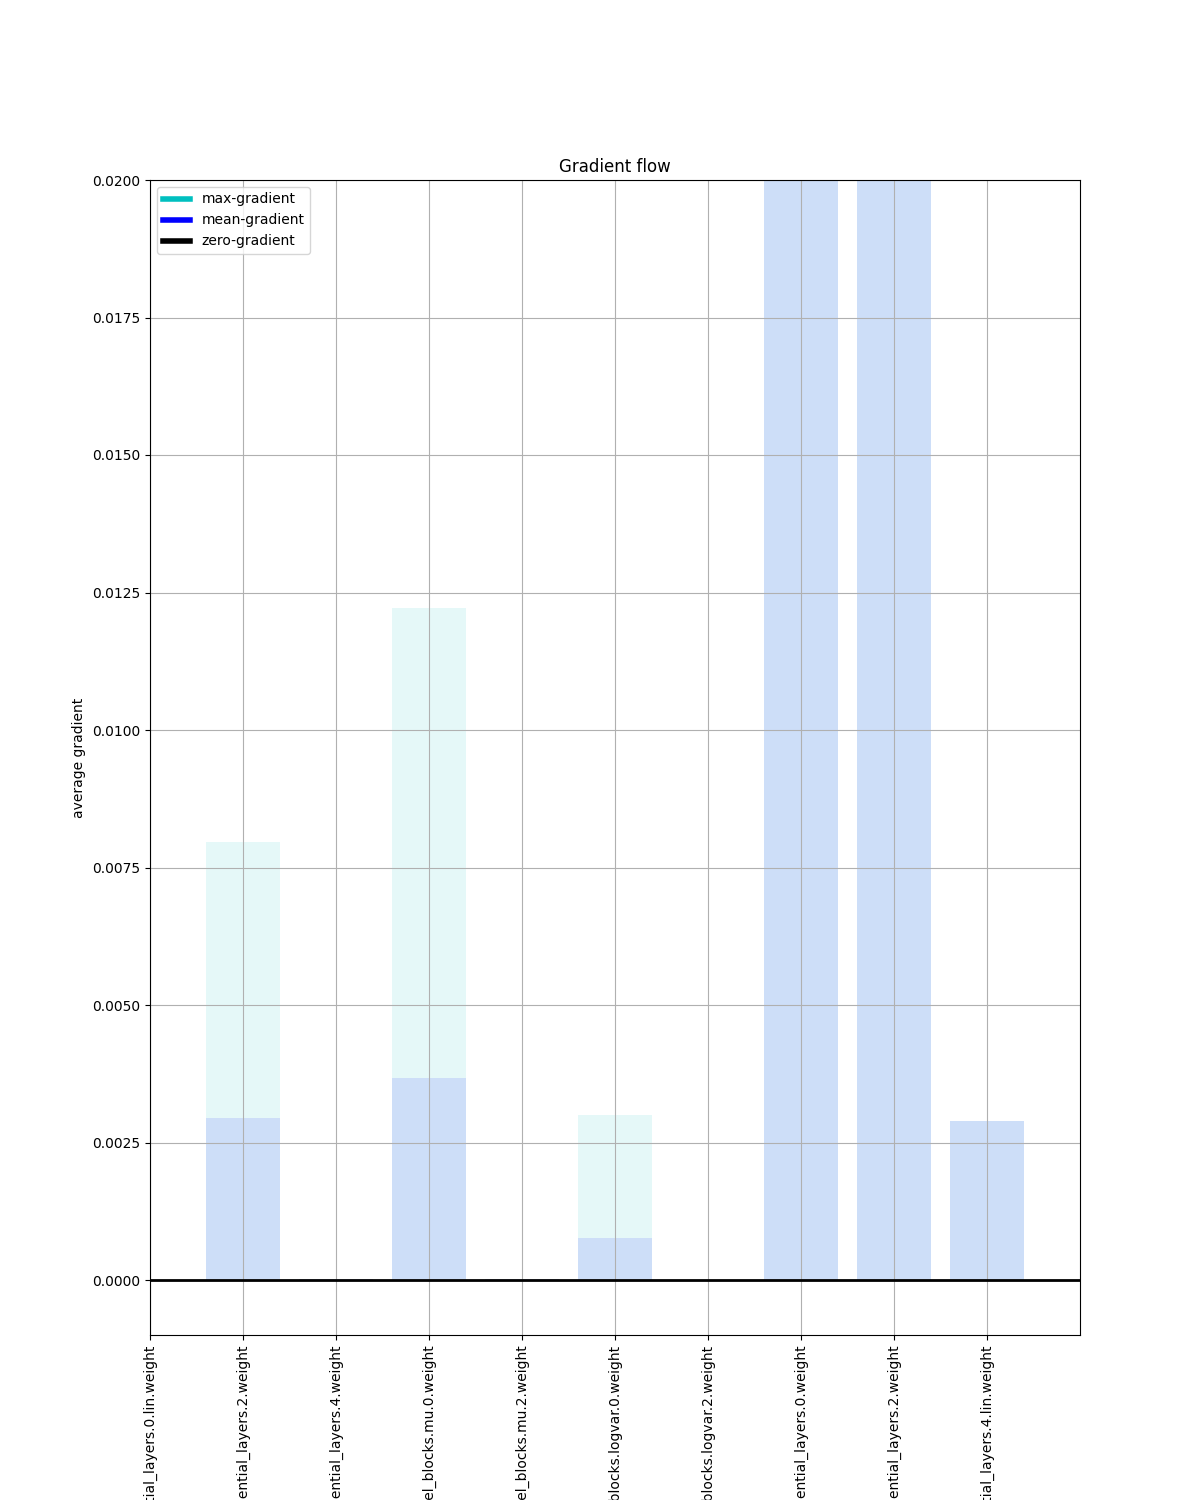 Gradient flow
max-gradient
mean-gradient
zero-gradient
0.0200
0.0175
0.0150
0.0125
0.0100
0.0075
0.0050
0.0025
0.0000
average gradient
tial_layers.0.lin.weight
ential_layers.2.weight
ential_layers.4.weight
el_blocks.mu.0.weight
el_blocks.mu.2.weight
blocks.logvar.0.weight
blocks.logvar.2.weight
ential_layers.0.weight
ential_layers.2.weight
tial_layers.4.lin.weight